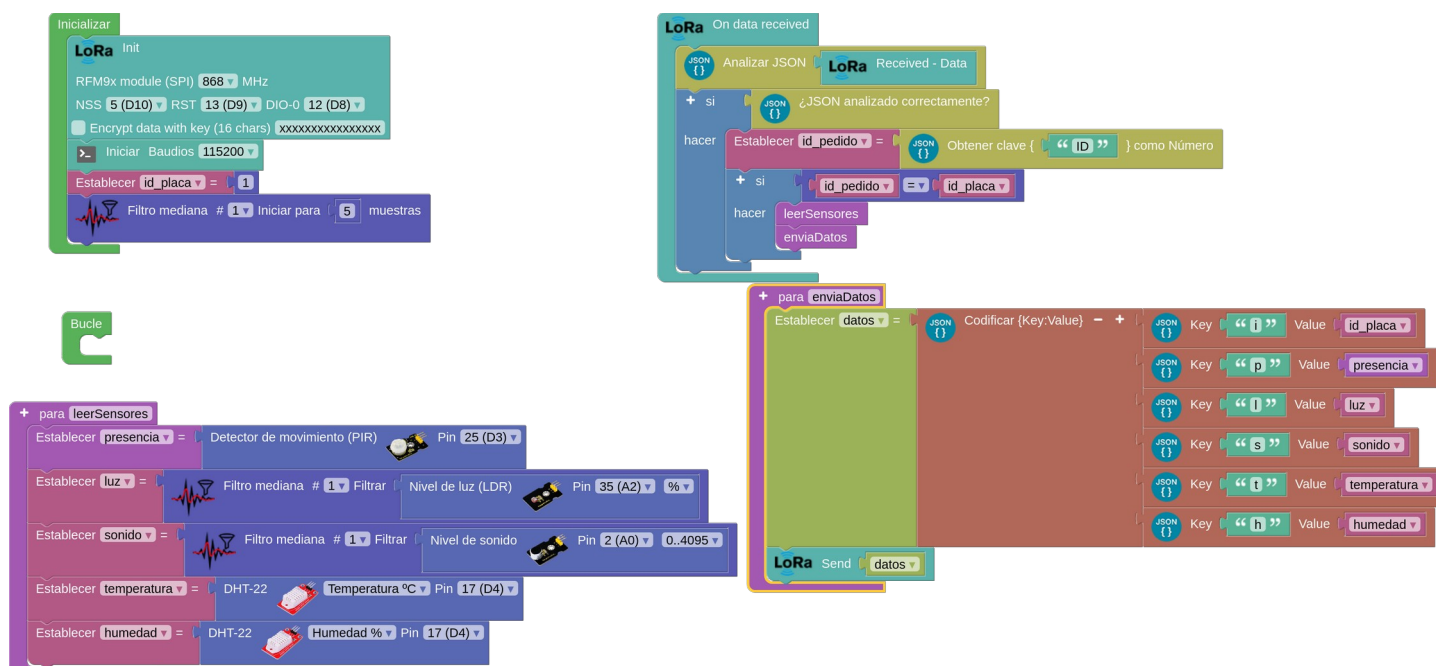 Inicializar
LoRa Init
RFM9x module (SPI) 868 MHz
NSS 5 (D10) RST 13 (D9) DIO-0 12 (D8)
Encrypt data with key (16 chars) xxxxxxxxxxxxxxxx
>_ Iniciar Baudios 115200
Establecer id_placa = 1
Filtro mediana # 1 Iniciar para 5 muestras
Bucle
+ para leerSensores
Establecer presencia = Detector de movimiento (PIR) Pin 25 (D3)
Establecer luz = Filtro mediana # 1 Filtrar Nivel de luz (LDR) Pin 35 (A2) %
Establecer sonido = Filtro mediana # 1 Filtrar Nivel de sonido Pin 2 (A0) 0..4095
Establecer temperatura = DHT-22 Temperatura ºC Pin 17 (D4)
Establecer humedad = DHT-22 Humedad % Pin 17 (D4)
LoRa On data received
JSON { } Analizar JSON LoRa Received - Data
+ si JSON { } ¿JSON analizado correctamente?
hacer Establecer id_pedido = JSON { } Obtener clave { “ ID ” } como Número
+ si id_pedido = id_placa
hacer leerSensores
enviaDatos
+ para enviaDatos
Establecer datos = JSON { } Codificar {Key:Value} − + JSON { } Key “ i ” Value id_placa
JSON { } Key “ p ” Value presencia
JSON { } Key “ l ” Value luz
JSON { } Key “ s ” Value sonido
JSON { } Key “ t ” Value temperatura
JSON { } Key “ h ” Value humedad
LoRa Send datos